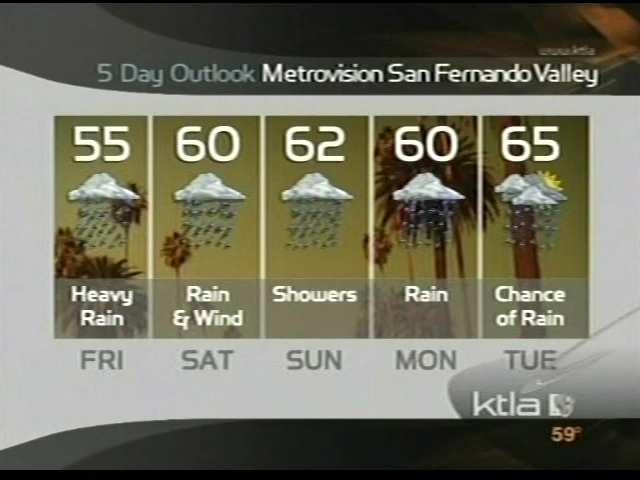 www.ktla
5 Day Outlook Metrovision San Fernando Valley
55 60 62 60 65
Heavy Rain
Rain & Wind
Showers
Rain
Chance of Rain
FRI SAT SUN MON TUE
ktla
59°